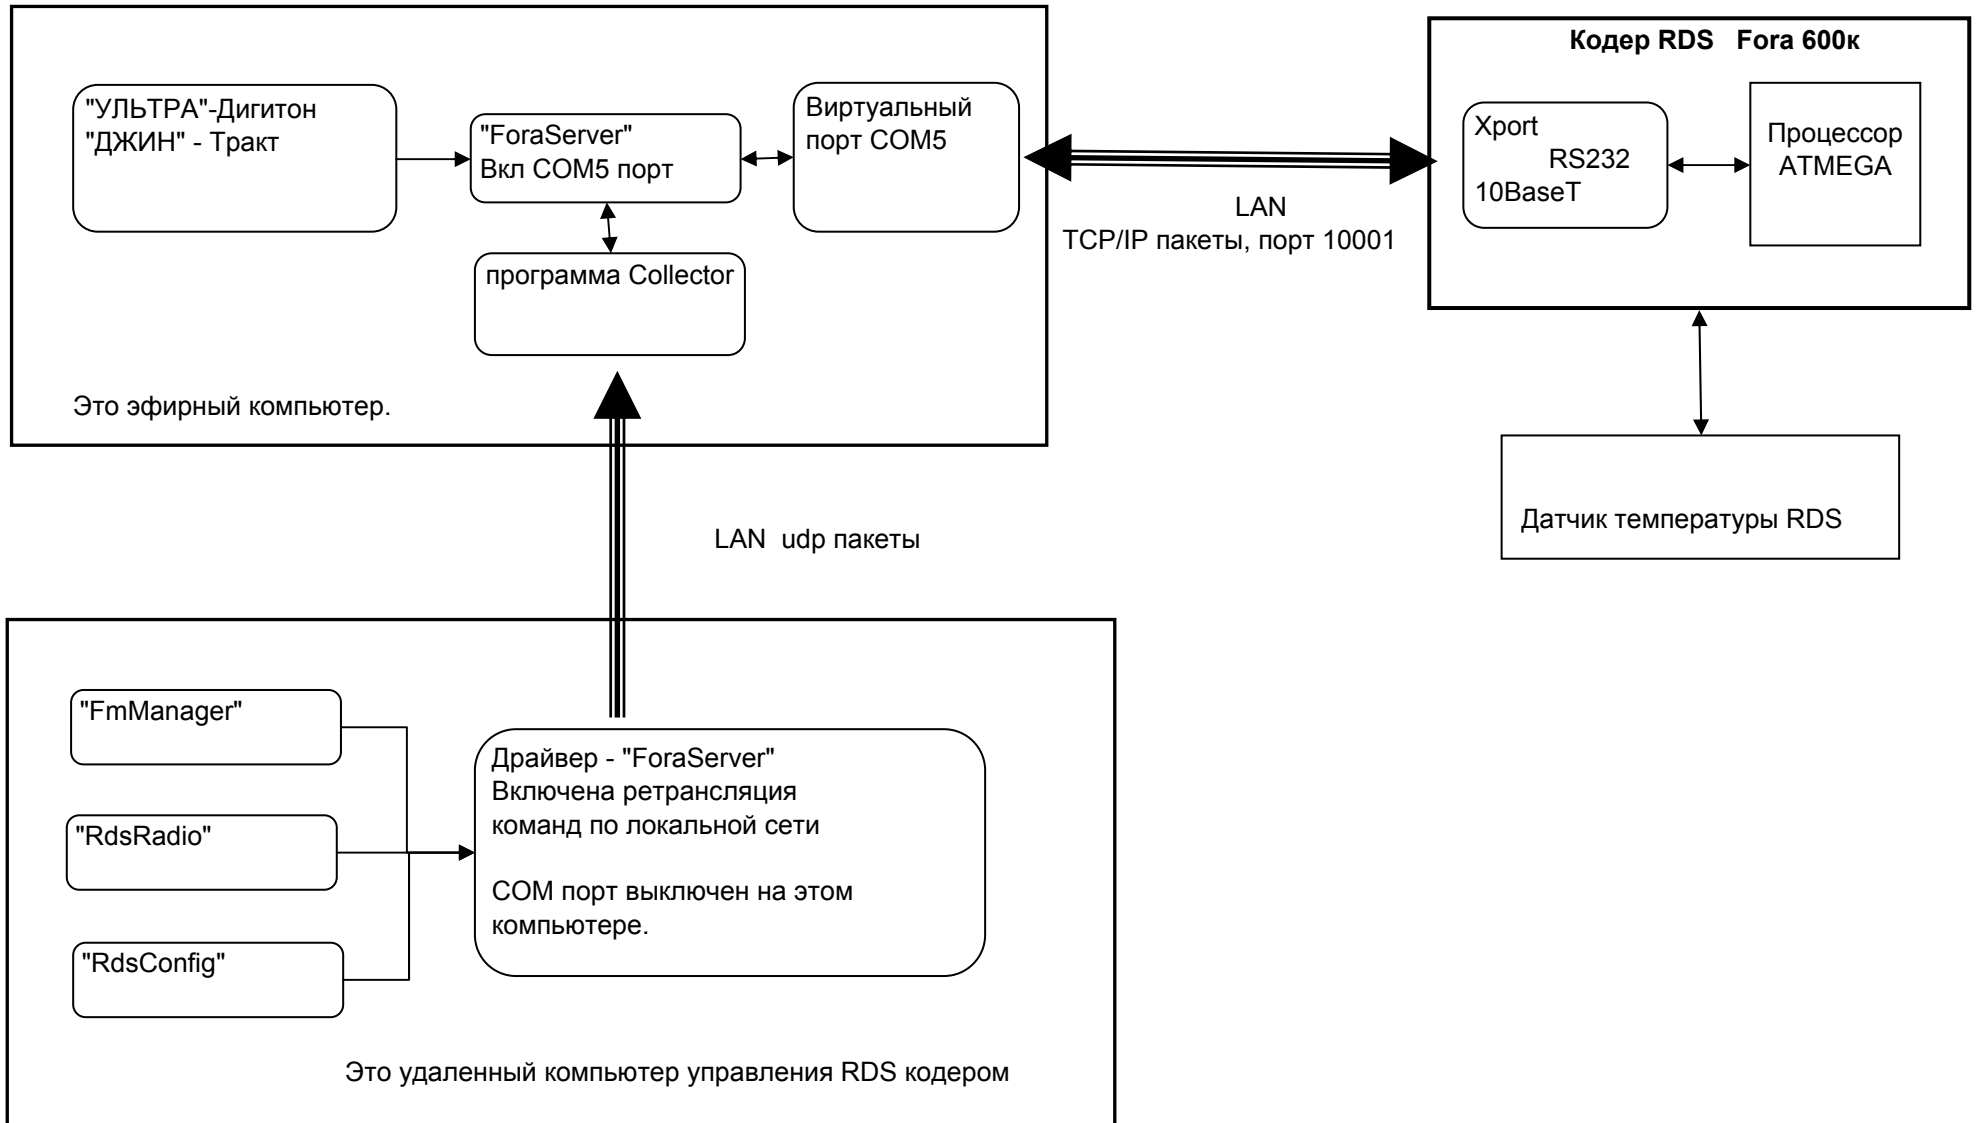 "УЛЬТРА"-Дигитон
"ДЖИН" - Тракт
"ForaServer"
Вкл COM5 порт
Виртуальный
порт COM5
программа Collector
Это эфирный компьютер.
LAN
TCP/IP пакеты, порт 10001
Кодер RDS   Fora 600к
Xport
RS232
10BaseT
Процессор
ATMEGA
Датчик температуры RDS
LAN  udp пакеты
"FmManager"
"RdsRadio"
"RdsConfig"
Драйвер - "ForaServer"
Включена ретрансляция
команд по локальной сети
COM порт выключен на этом
компьютере.
Это удаленный компьютер управления RDS кодером